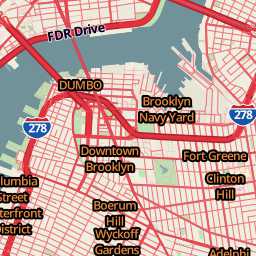 FDR Drive
DUMBO
Brooklyn
Navy Yard
278
278
Downtown
Brooklyn
Fort Greene
Clinton
Hill
olumbia
Street
terfront
District
Boerum
Hill
Wyckoff
Gardens
Adelphi